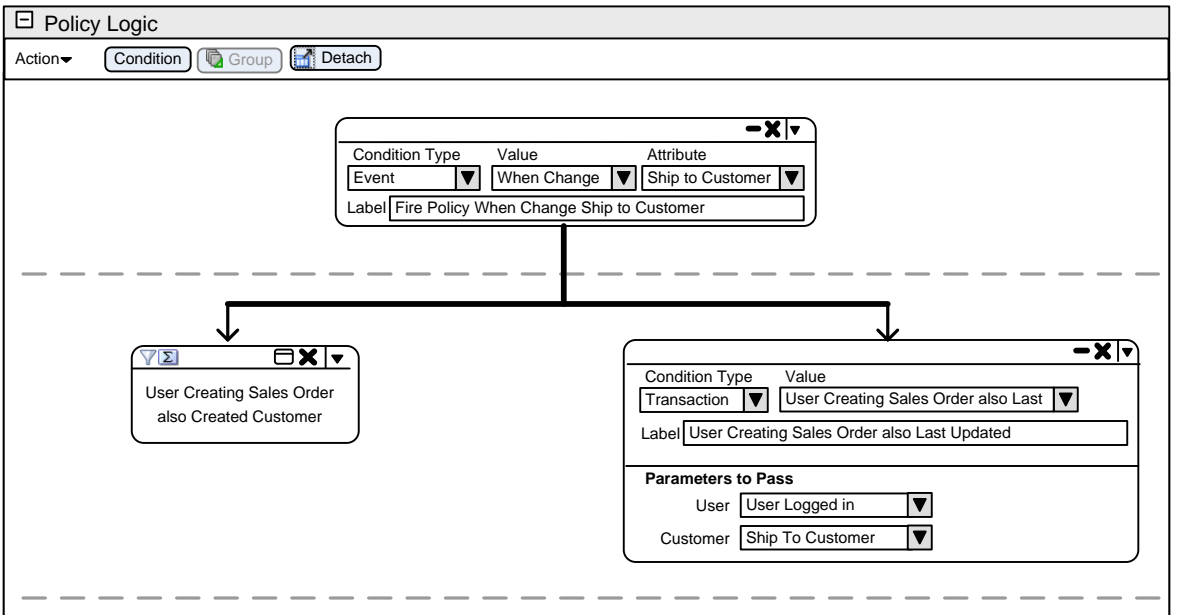 Policy Logic
Action Condition Group Detach
Condition Type Value Attribute
Event When Change Ship to Customer
Label Fire Policy When Change Ship to Customer
Σ
User Creating Sales Order
also Created Customer
Condition Type Value
Transaction User Creating Sales Order also Last
Label User Creating Sales Order also Last Updated
Parameters to Pass
User User Logged in
Customer Ship To Customer